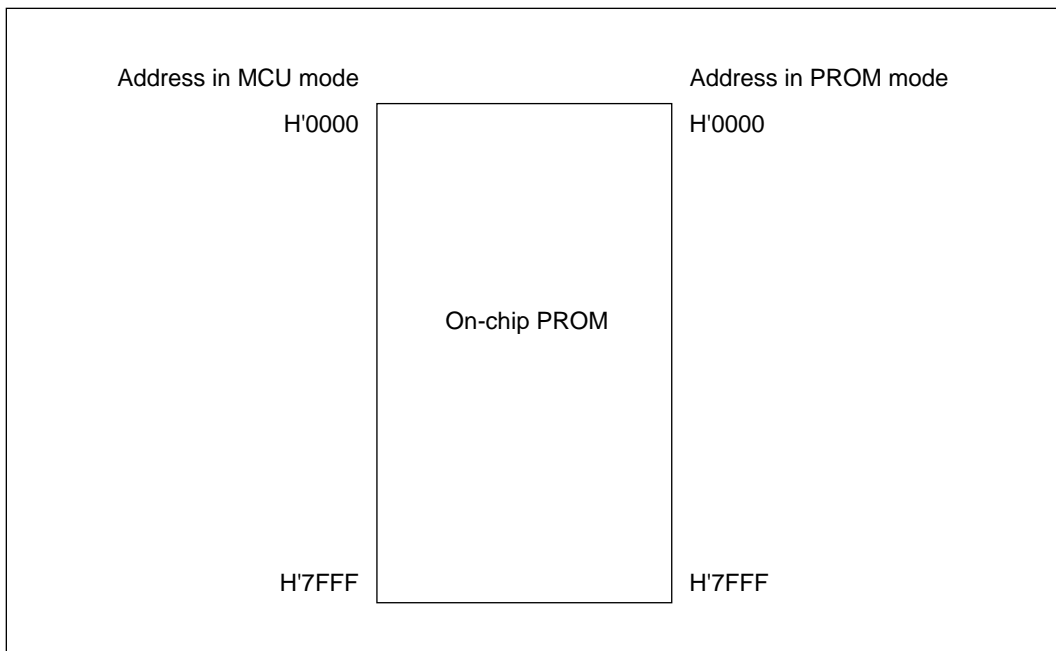 Address in MCU mode
Address in PROM mode
H'0000
H'0000
On-chip PROM
H'7FFF
H'7FFF